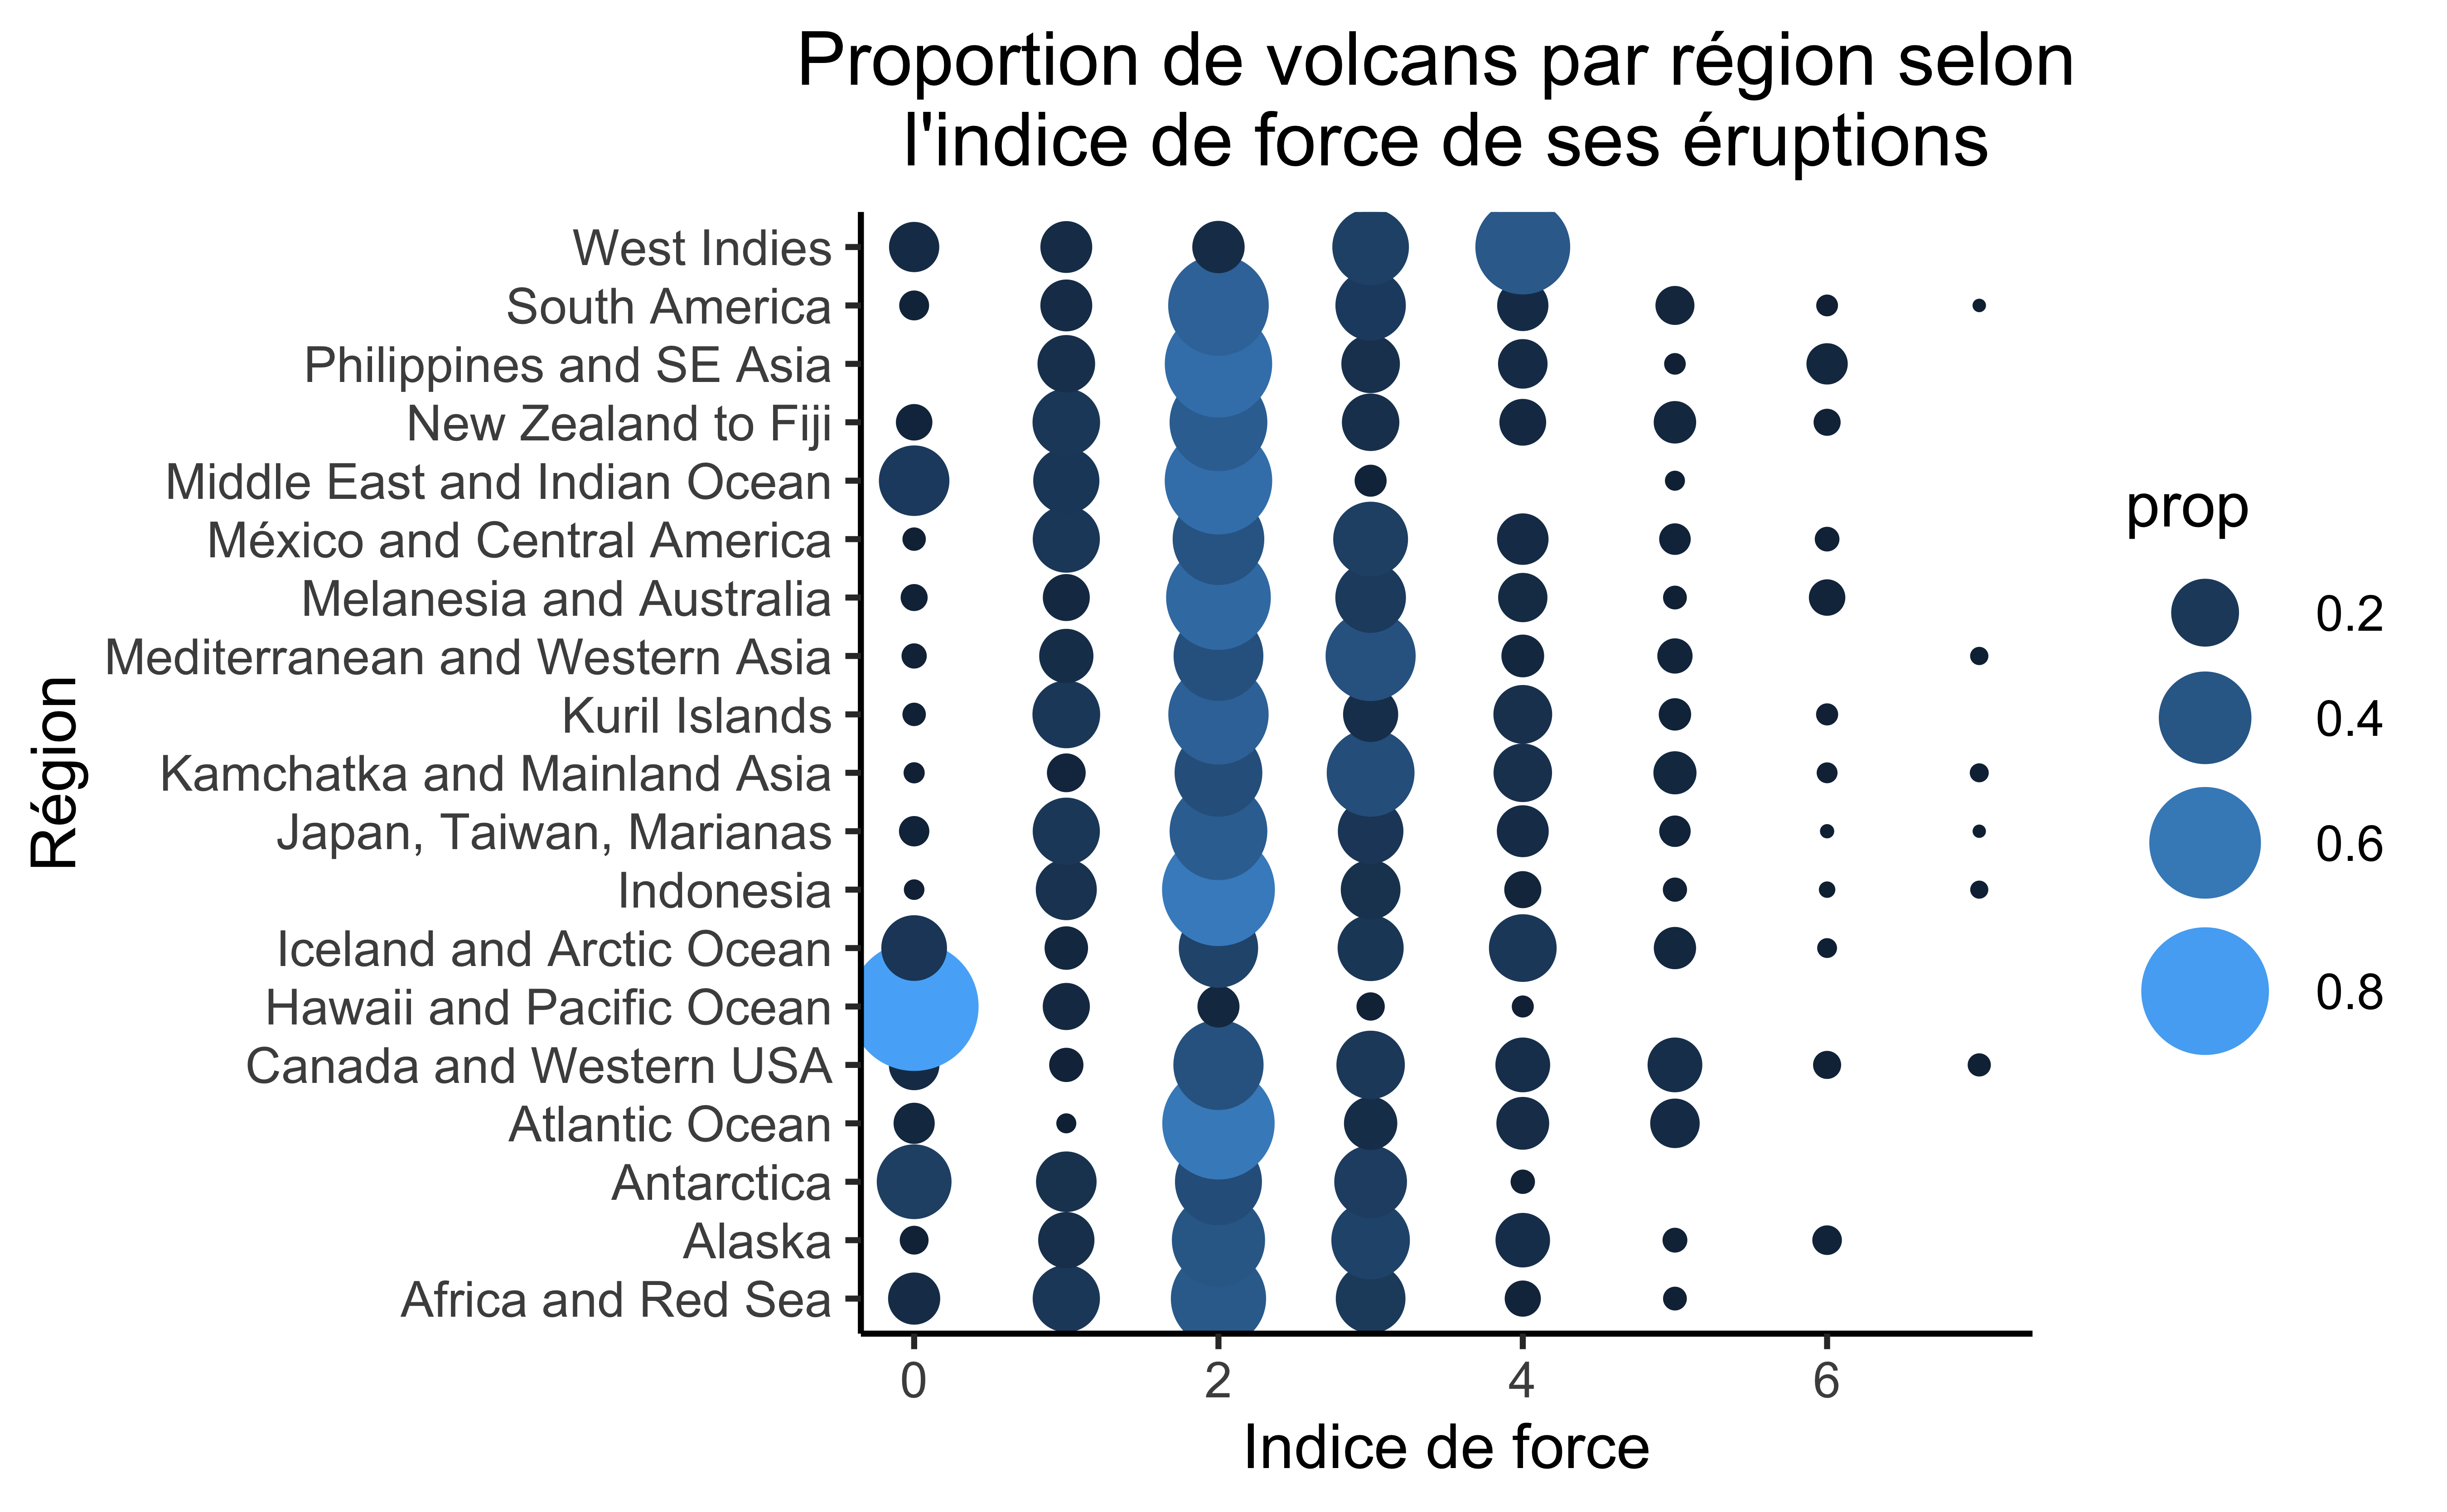 Proportion de volcans par région selon
l'indice de force de ses éruptions
Région
West Indies
South America
Philippines and SE Asia
New Zealand to Fiji
Middle East and Indian Ocean
México and Central America
Melanesia and Australia
Mediterranean and Western Asia
Kuril Islands
Kamchatka and Mainland Asia
Japan, Taiwan, Marianas
Indonesia
Iceland and Arctic Ocean
Hawaii and Pacific Ocean
Canada and Western USA
Atlantic Ocean
Antarctica
Alaska
Africa and Red Sea
0 2 4 6
Indice de force
prop
0.2
0.4
0.6
0.8